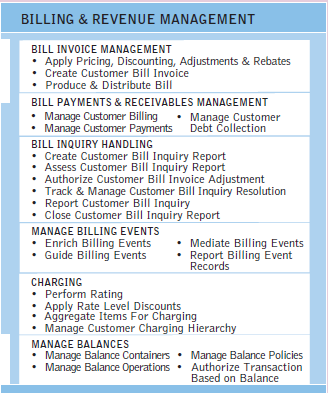 BILLING & REVENUE MANAGEMENT
BILL INVOICE MANAGEMENT
• Apply Pricing, Discounting, Adjustments & Rebates
• Create Customer Bill Invoice
• Produce & Distribute Bill
BILL PAYMENTS & RECEIVABLES MANAGEMENT
• Manage Customer Billing
• Manage Customer Payments
• Manage Customer
Debt Collection
BILL INQUIRY HANDLING
• Create Customer Bill Inquiry Report
• Assess Customer Bill Inquiry Report
• Authorize Customer Bill Invoice Adjustment
• Track & Manage Customer Bill Inquiry Resolution
• Report Customer Bill Inquiry
• Close Customer Bill Inquiry Report
MANAGE BILLING EVENTS
• Enrich Billing Events
• Guide Billing Events
• Mediate Billing Events
• Report Billing Event
Records
CHARGING
• Perform Rating
• Apply Rate Level Discounts
• Aggregate Items For Charging
• Manage Customer Charging Hierarchy
MANAGE BALANCES
• Manage Balance Containers
• Manage Balance Operations
• Manage Balance Policies
• Authorize Transaction
Based on Balance